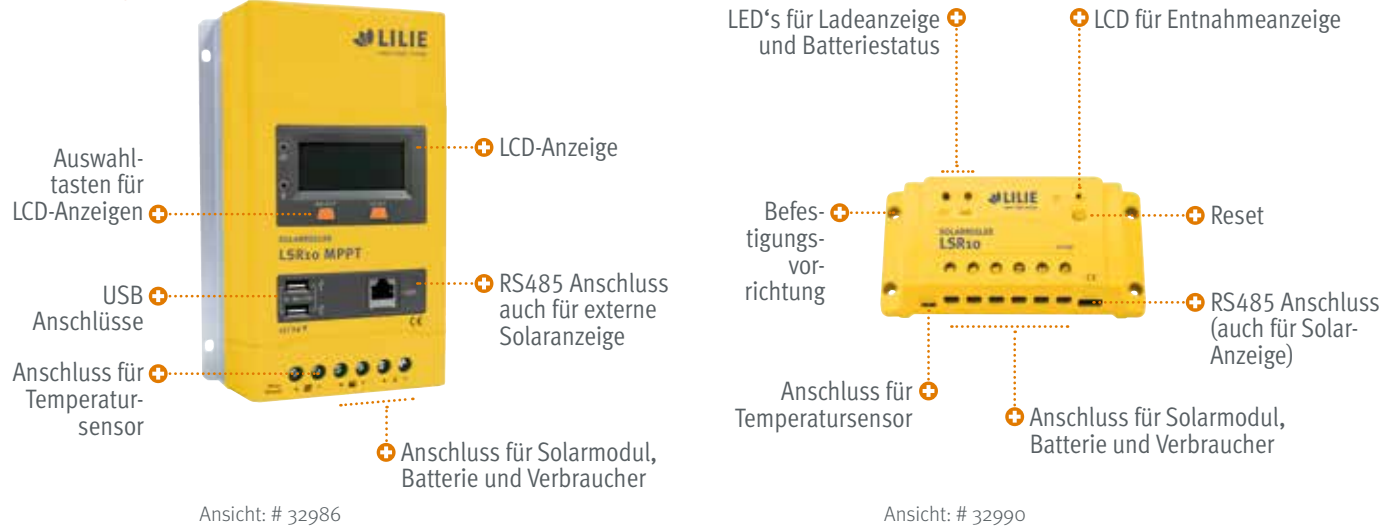 LILIE
Auswahl-
tasten für
LCD-Anzeigen
LCD-Anzeige
SOLARREGLER
LSR10 MPPT
USB
Anschlüsse
RS485 Anschluss
auch für externe
Solaranzeige
CE
Anschluss für
Temperatur-
sensor
Anschluss für Solarmodul,
Batterie und Verbraucher
Ansicht: # 32986
LED's für Ladeanzeige
und Batteriestatus
LCD für Entnahmeanzeige
LILIE
Befes-
tigungs-
vor-
richtung
Reset
SOLARREGLER
LSR10
CE
RS485 Anschluss
(auch für Solar-
Anzeige)
Anschluss für
Temperatursensor
Anschluss für Solarmodul,
Batterie und Verbraucher
Ansicht: # 32990